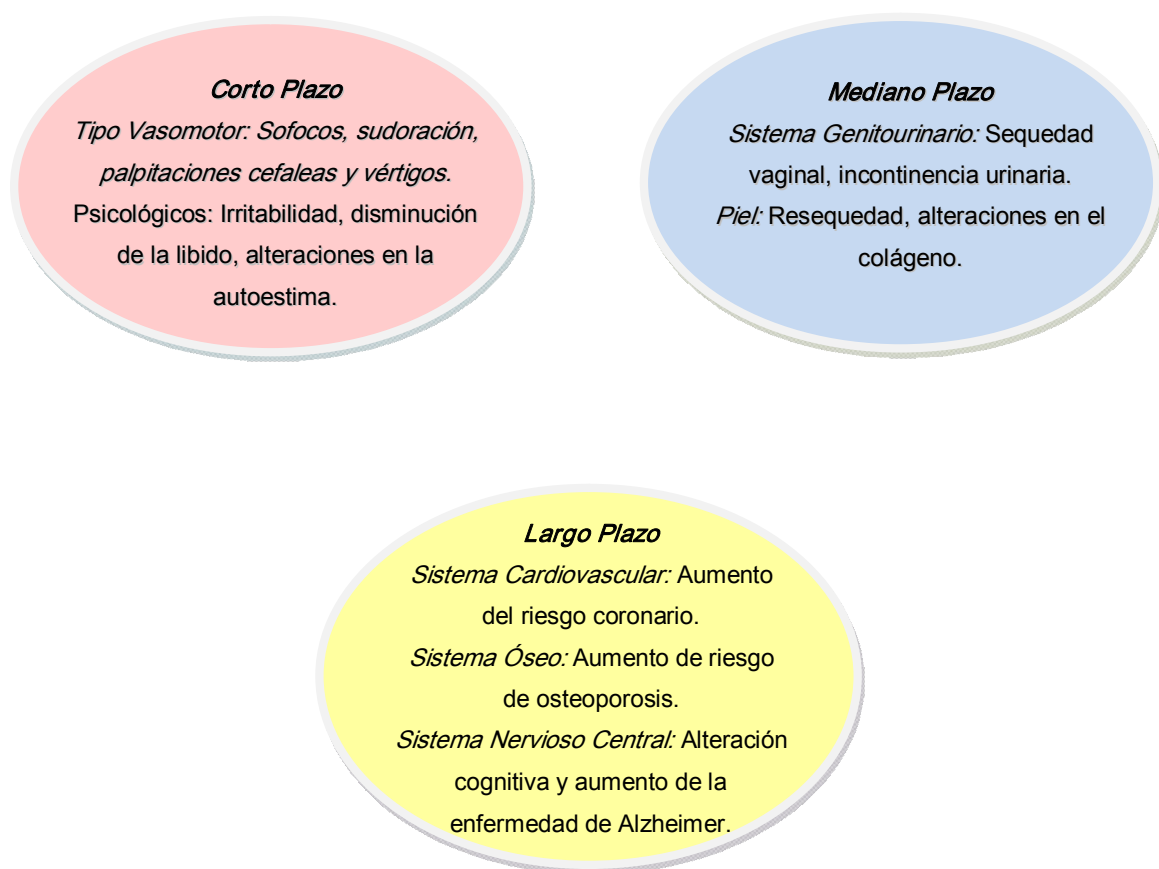 Corto Plazo
Tipo Vasomotor: Sofocos, sudoración,
palpitaciones cefaleas y vértigos.
Psicológicos: Irritabilidad, disminución
de la libido, alteraciones en la
autoestima.
Mediano Plazo
Sistema Genitourinario: Sequedad
vaginal, incontinencia urinaria.
Piel: Resequedad, alteraciones en el
colágeno.
Largo Plazo
Sistema Cardiovascular: Aumento
del riesgo coronario.
Sistema Óseo: Aumento de riesgo
de osteoporosis.
Sistema Nervioso Central: Alteración
cognitiva y aumento de la
enfermedad de Alzheimer.